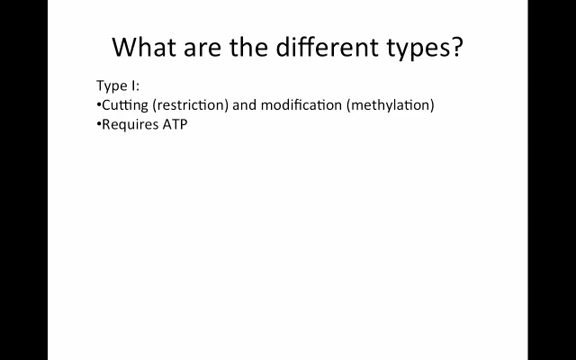 What are the different types?
Type I:
•Cutting (restriction) and modification (methylation)
•Requires ATP